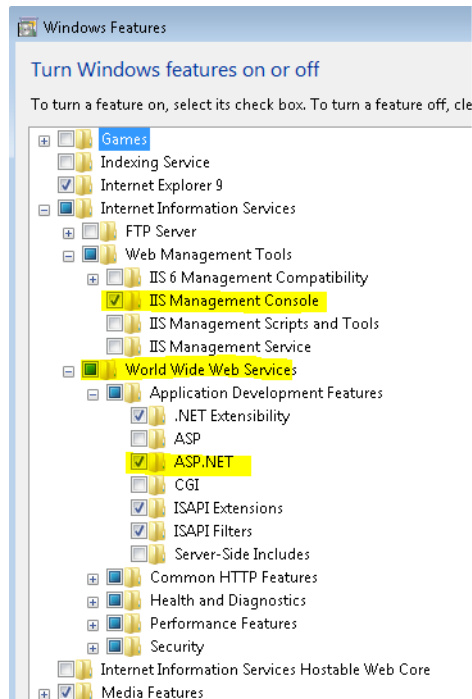 Windows Features
Turn Windows features on or off
To turn a feature on, select its check box. To turn a feature off, cle
Games
Indexing Service
Internet Explorer 9
Internet Information Services
FTP Server
Web Management Tools
IIS 6 Management Compatibility
IIS Management Console
IIS Management Scripts and Tools
IIS Management Service
World Wide Web Services
Application Development Features
.NET Extensibility
ASP
ASP.NET
CGI
ISAPI Extensions
ISAPI Filters
Server-Side Includes
Common HTTP Features
Health and Diagnostics
Performance Features
Security
Internet Information Services Hostable Web Core
Media Features